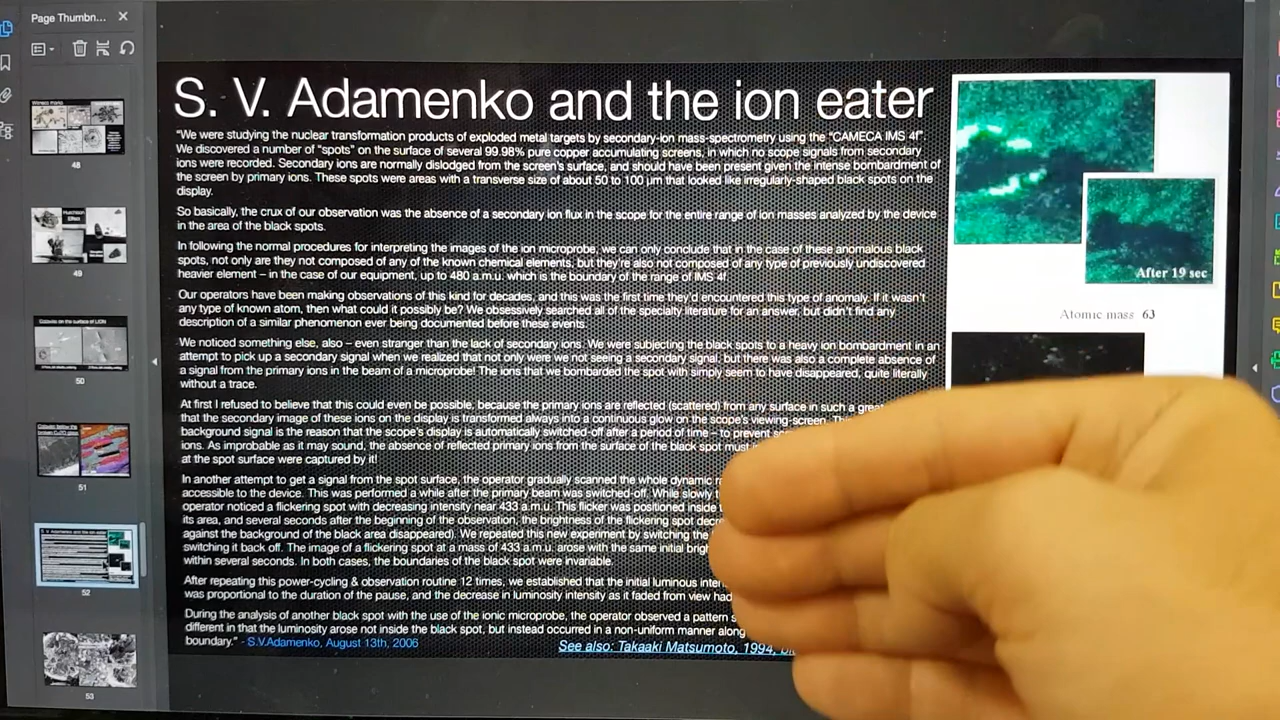 Page Thumbn...
48
49
50
51
52
53
S. V. Adamenko and the ion eater
"We were studying the nuclear transformation products of exploded metal targets by secondary-ion mass-spectrometry using the "CAMECA IMS 4f".
We discovered a number of "spots" on the surface of several 99.98% pure copper accumulating screens, in which no scope signals from secondary
ions were recorded. Secondary ions are normally dislodged from the screen's surface, and should have been present given the intense bombardment of
the screen by primary ions. These spots were areas with a transverse size of about 50 to 100 µm that looked like irregularly-shaped black spots on the
display.
So basically, the crux of our observation was the absence of a secondary ion flux in the scope for the entire range of ion masses analyzed by the device
in the area of the black spots.
In following the normal procedures for interpreting the images of the ion microprobe, we can only conclude that in the case of these anomalous black
spots, not only are they not composed of any of the known chemical elements, but they're also not composed of any type of previously undiscovered
heavier element – in the case of our equipment, up to 480 a.m.u. which is the boundary of the range of IMS 4f.
Our operators have been making observations of this kind for decades, and this was the first time they'd encountered this type of anomaly. If it wasn't
any type of known atom, then what could it possibly be? We obsessively searched all of the specialty literature for an answer, but didn't find any
description of a similar phenomenon ever being documented before these events.
We noticed something else, also – even stranger than the lack of secondary ions. We were subjecting the black spots to a heavy ion bombardment in an
attempt to pick up a secondary signal when we realized that not only were we not seeing a secondary signal, but there was also a complete absence of
a signal from the primary ions in the beam of a microprobe! The ions that we bombarded the spot with simply seem to have disappeared, quite literally
without a trace.
At first I refused to believe that this could even be possible, because the primary ions are reflected (scattered) from any surface in such a
that the secondary image of these ions on the display is transformed always into a continuous glow on the scope's viewing-screen.
background signal is the reason that the scope's display is automatically switched-off after a period of time – to prevent
ions. As improbable as it may sound, the absence of reflected primary ions from the surface of the black spot must
at the spot surface were captured by it!
In another attempt to get a signal from the spot surface, the operator gradually scanned the whole dynamic
accessible to the device. This was performed a while after the primary beam was switched-off. While slowly
operator noticed a flickering spot with decreasing intensity near 433 a.m.u. This flicker was positioned inside
its area, and several seconds after the beginning of the observation, the brightness of the flickering spot
against the background of the black area disappeared). We repeated this new experiment by switching the
switching it back off. The image of a flickering spot at a mass of 433 a.m.u. arose with the same initial
within several seconds. In both cases, the boundaries of the black spot were invariable.
After repeating this power-cycling & observation routine 12 times, we established that the initial luminous
was proportional to the duration of the pause, and the decrease in luminosity intensity as it faded from view had
During the analysis of another black spot with the use of the ionic microprobe, the operator observed a pattern
different in that the luminosity arose not inside the black spot, but instead occurred in a non-uniform manner along
boundary." - S.V.Adamenko, August 13th, 2006
See also: Takaaki Matsumoto, 1994,
After 19 sec
Atomic mass 63